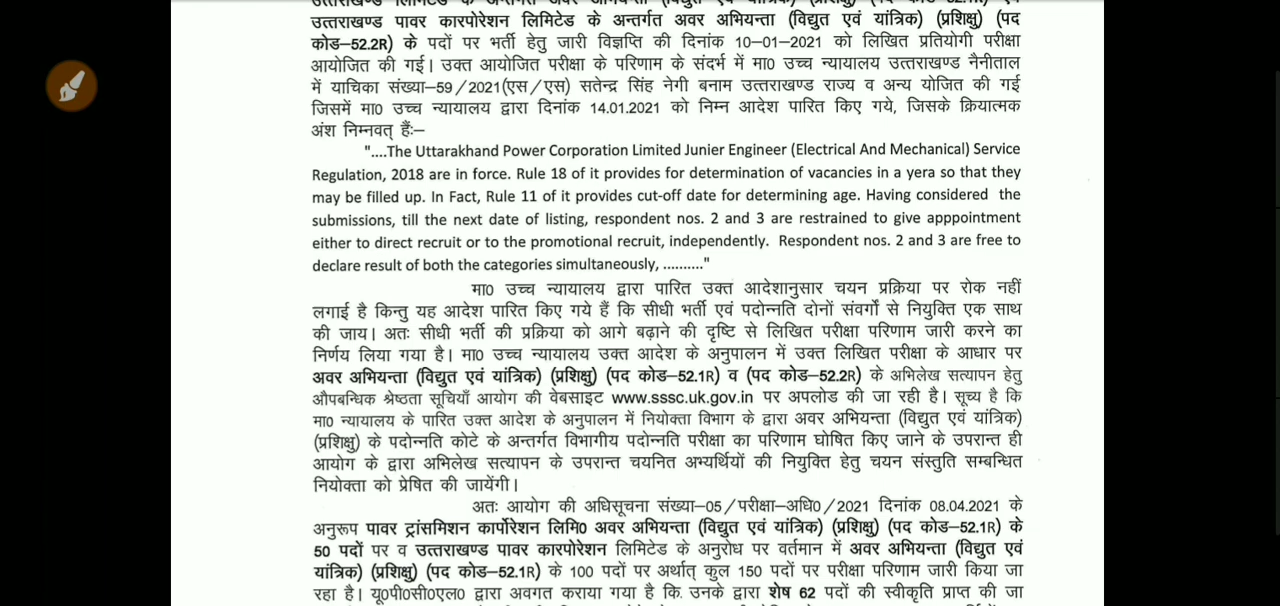 उत्तराखण्ड पावर कारपोरेशन लिमिटेड के अन्तर्गत अवर अभियन्ता (विद्युत एवं यांत्रिक) (प्रशिक्षु) (पद
कोड–52.2R) के पदों पर भर्ती हेतु जारी विज्ञप्ति की दिनांक 10–01–2021 को लिखित प्रतियोगी परीक्षा
आयोजित की गई। उक्त आयोजित परीक्षा के परिणाम के संदर्भ में मा0 उच्च न्यायालय उत्तराखण्ड नैनीताल
में याचिका संख्या–59/2021(एस/एस) सतेन्द्र सिंह नेगी बनाम उत्तराखण्ड राज्य व अन्य योजित की गई
जिसमें मा0 उच्च न्यायालय द्वारा दिनांक 14.01.2021 को निम्न आदेश पारित किए गये, जिसके क्रियात्मक
अंश निम्नवत् हैं:–
"....The Uttarakhand Power Corporation Limited Junier Engineer (Electrical And Mechanical) Service
Regulation, 2018 are in force. Rule 18 of it provides for determination of vacancies in a yera so that they
may be filled up. In Fact, Rule 11 of it provides cut-off date for determining age. Having considered the
submissions, till the next date of listing, respondent nos. 2 and 3 are restrained to give apppointment
either to direct recruit or to the promotional recruit, independently. Respondent nos. 2 and 3 are free to
declare result of both the categories simultaneously, .........."
मा0 उच्च न्यायालय द्वारा पारित उक्त आदेशानुसार चयन प्रक्रिया पर रोक नहीं
लगाई है किन्तु यह आदेश पारित किए गये हैं कि सीधी भर्ती एवं पदोन्नति दोनों संवर्गों से नियुक्ति एक साथ
की जाय। अतः सीधी भर्ती की प्रक्रिया को आगे बढ़ाने की दृष्टि से लिखित परीक्षा परिणाम जारी करने का
निर्णय लिया गया है। मा0 उच्च न्यायालय उक्त आदेश के अनुपालन में उक्त लिखित परीक्षा के आधार पर
अवर अभियन्ता (विद्युत एवं यांत्रिक) (प्रशिक्षु) (पद कोड–52.1R) व (पद कोड–52.2R) के अभिलेख सत्यापन हेतु
औपबन्धिक श्रेष्ठता सूचियाँ आयोग की वेबसाइट www.sssc.uk.gov.in पर अपलोड की जा रही है। सूच्य है कि
मा0 न्यायालय के पारित उक्त आदेश के अनुपालन में नियोक्ता विभाग के द्वारा अवर अभियन्ता (विद्युत एवं यांत्रिक)
(प्रशिक्षु) के पदोन्नति कोटे के अन्तर्गत विभागीय पदोन्नति परीक्षा का परिणाम घोषित किए जाने के उपरान्त ही
आयोग के द्वारा अभिलेख सत्यापन के उपरान्त चयनित अभ्यर्थियों की नियुक्ति हेतु चयन संस्तुति सम्बन्धित
नियोक्ता को प्रेषित की जायेंगी।
अतः आयोग की अधिसूचना संख्या–05/परीक्षा–अधि0/2021 दिनांक 08.04.2021 के
अनुरूप पावर ट्रांसमिशन कार्पोरेशन लिमि0 अवर अभियन्ता (विद्युत एवं यांत्रिक) (प्रशिक्षु) (पद कोड–52.1R) के
50 पदों पर व उत्तराखण्ड पावर कारपोरेशन लिमिटेड के अनुरोध पर वर्तमान में अवर अभियन्ता (विद्युत एवं
यांत्रिक) (प्रशिक्षु) (पद कोड–52.1R) के 100 पदों पर अर्थात् कुल 150 पदों पर परीक्षा परिणाम जारी किया जा
रहा है। यू0पी0सी0एल0 द्वारा अवगत कराया गया है कि उनके द्वारा शेष 62 पदों की स्वीकृति प्राप्त की जा